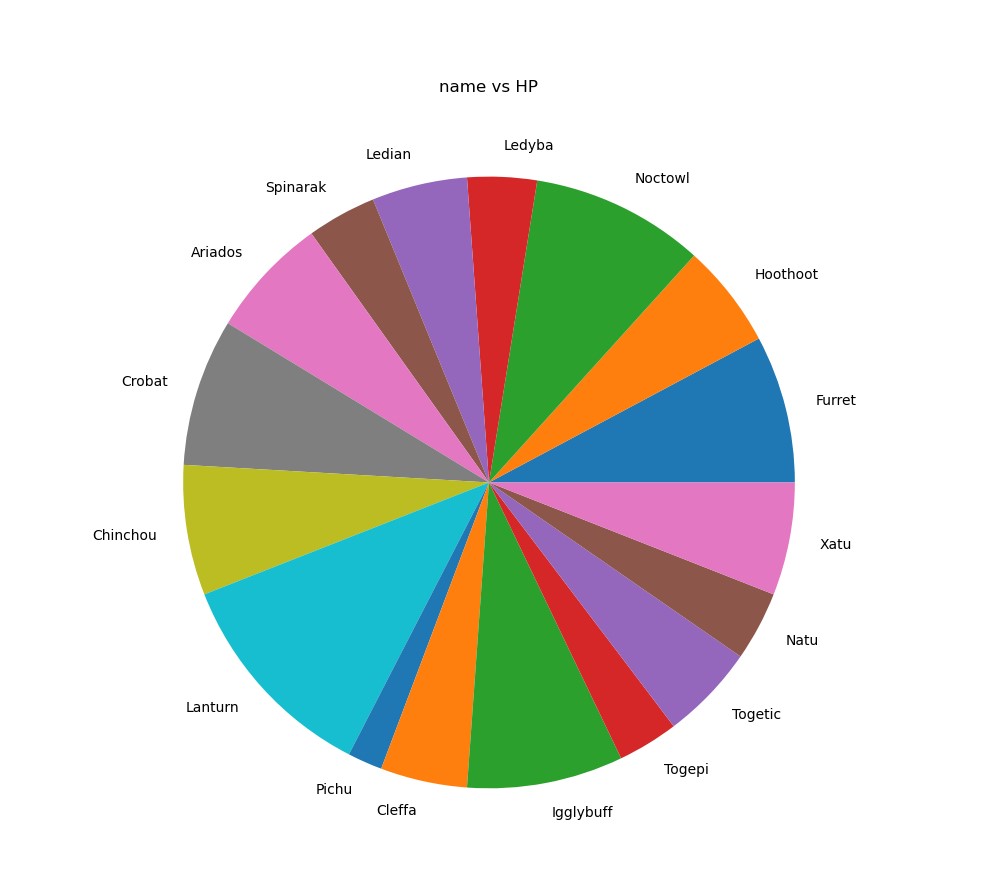 name vs HP
Ledyba
Ledian
Noctowl
Spinarak
Ariados
Hoothoot
Crobat
Furret
Chinchou
Xatu
Natu
Lanturn
Togetic
Togepi
Pichu
Cleffa
Igglybuff